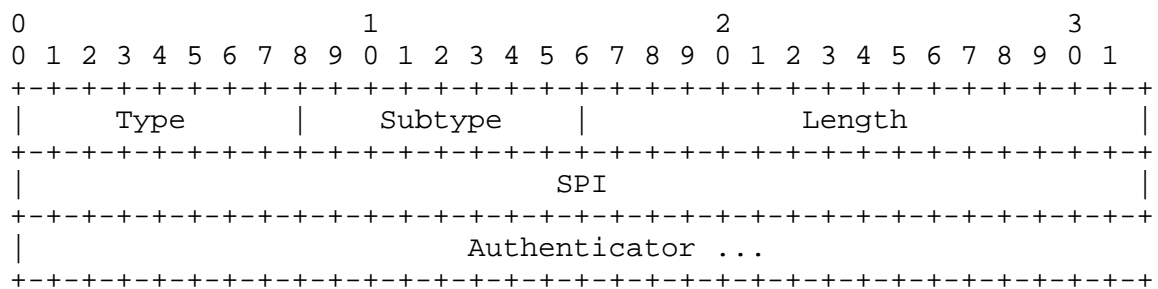 0                   1                   2                   3
0 1 2 3 4 5 6 7 8 9 0 1 2 3 4 5 6 7 8 9 0 1 2 3 4 5 6 7 8 9 0 1
+-+-+-+-+-+-+-+-+-+-+-+-+-+-+-+-+-+-+-+-+-+-+-+-+-+-+-+-+-+-+-+-+
|     Type      |    Subtype    |            Length             |
+-+-+-+-+-+-+-+-+-+-+-+-+-+-+-+-+-+-+-+-+-+-+-+-+-+-+-+-+-+-+-+-+
|                              SPI                              |
+-+-+-+-+-+-+-+-+-+-+-+-+-+-+-+-+-+-+-+-+-+-+-+-+-+-+-+-+-+-+-+-+
|                         Authenticator ...
+-+-+-+-+-+-+-+-+-+-+-+-+-+-+-+-+-+-+-+-+-+-+-+-+-+-+-+-+-+-+-+-+